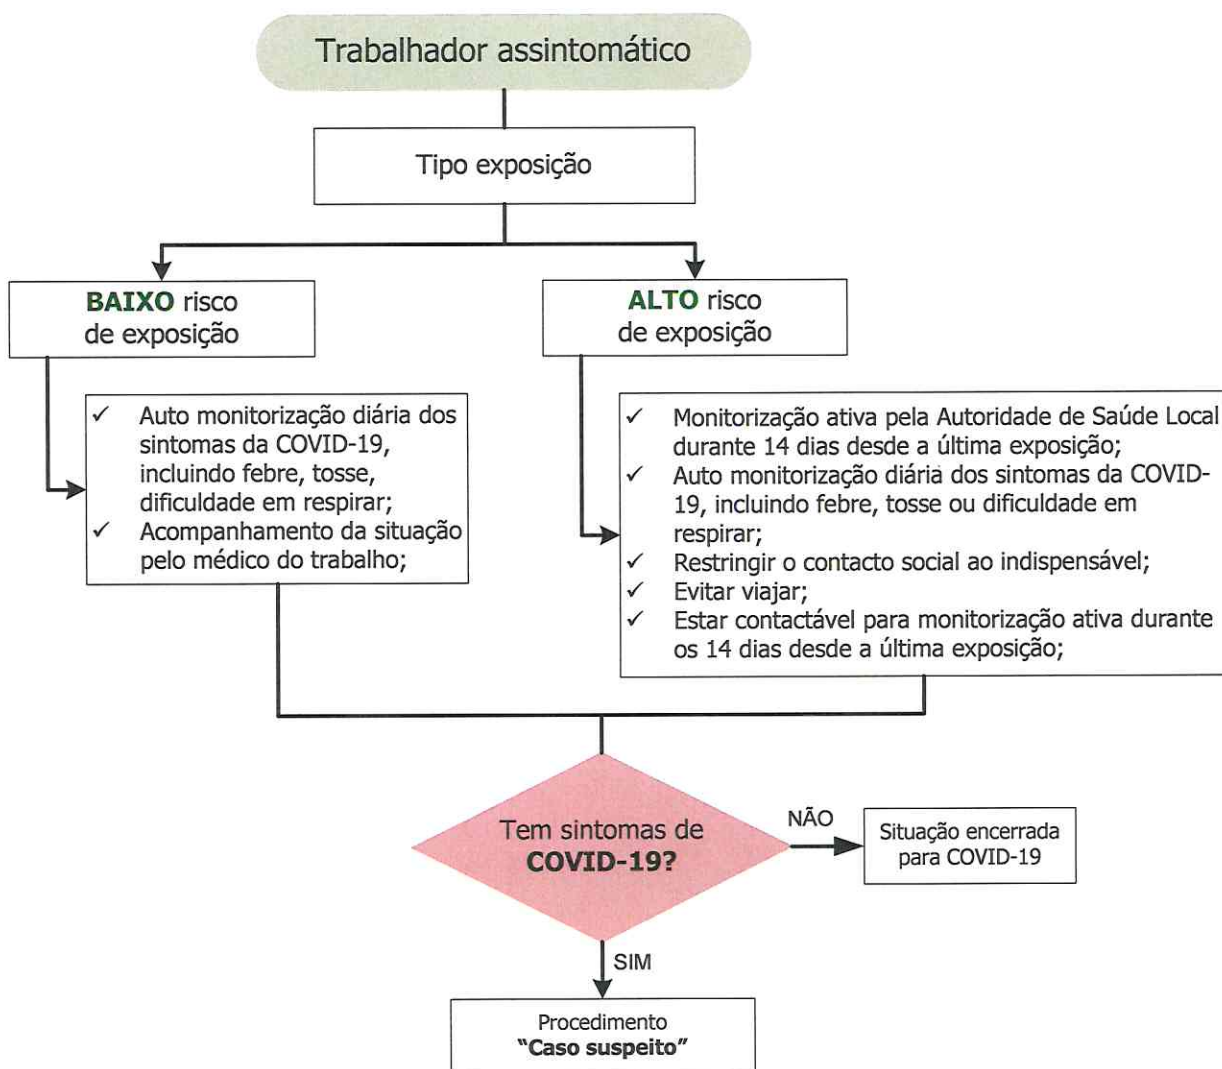 Trabalhador assintomático
Tipo exposição
BAIXO risco
de exposição
ALTO risco
de exposição
✓ Auto monitorização diária dos
sintomas da COVID-19,
incluindo febre, tosse,
dificuldade em respirar;
✓ Acompanhamento da situação
pelo médico do trabalho;
✓ Monitorização ativa pela Autoridade de Saúde Local
durante 14 dias desde a última exposição;
✓ Auto monitorização diária dos sintomas da COVID-
19, incluindo febre, tosse ou dificuldade em
respirar;
✓ Restringir o contacto social ao indispensável;
✓ Evitar viajar;
✓ Estar contactável para monitorização ativa durante
os 14 dias desde a última exposição;
Tem sintomas de
COVID-19?
NÃO
Situação encerrada
para COVID-19
SIM
Procedimento
“Caso suspeito”